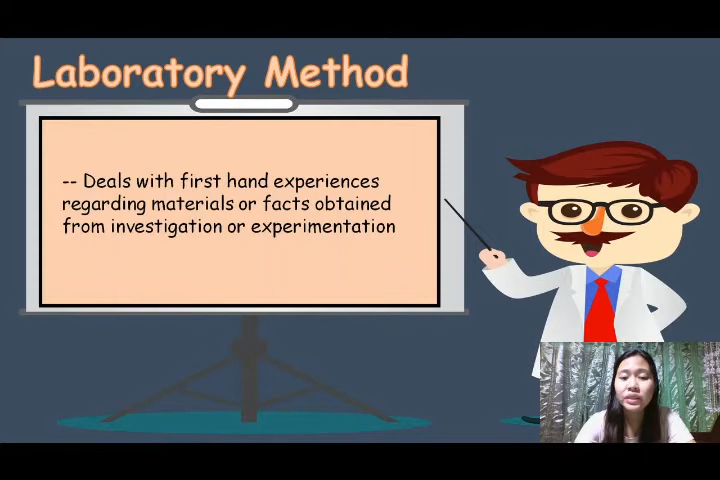 Laboratory Method
-- Deals with first hand experiences
regarding materials or facts obtained
from investigation or experimentation